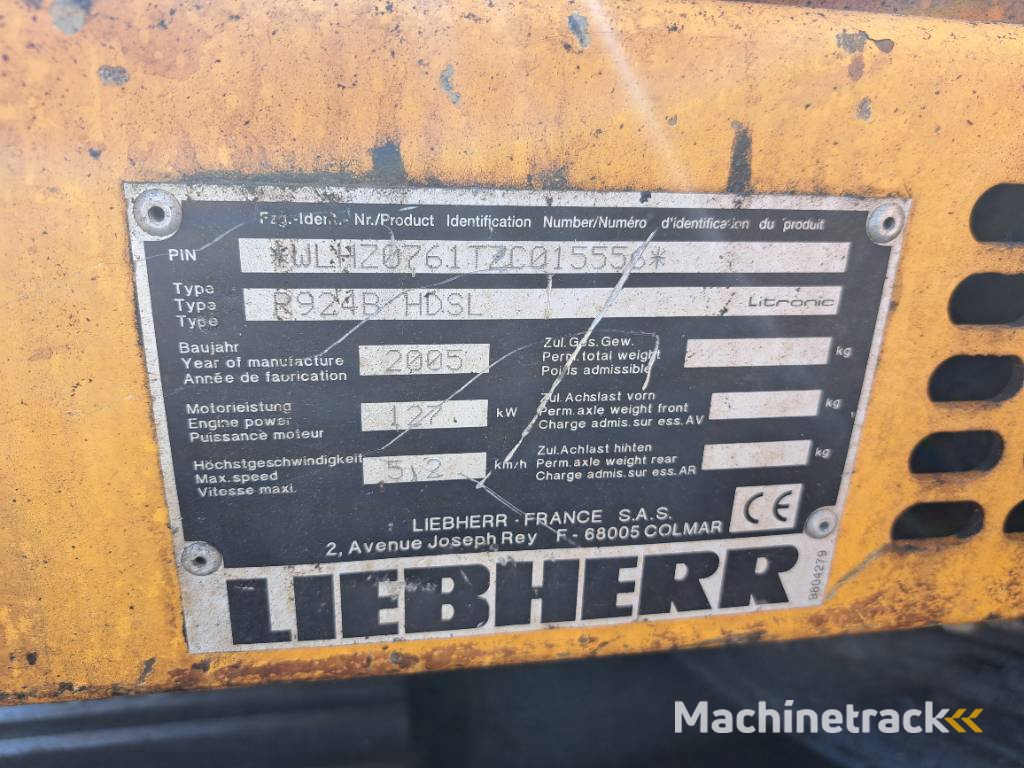 Fzg.-Ident.- Nr./Product Identification Number/Numéro d'identification du produit
PIN *WLHZ0761TZC015556*
Type
Type R924B HDSL Litronic
Type
Baujahr
Year of manufacture 2005
Année de fabrication
Zul. Ges. Gew.
Perm. total weight kg
Poids admissible
Motorleistung
Engine power 127 kW
Puissance moteur
Zul. Achslast vorn
Perm. axle weight front kg
Charge admis. sur ess. AV
Höchstgeschwindigkeit
Max. speed 5,2 km/h
Vitesse maxi.
Zul. Achlast hinten
Perm. axle weight rear kg
Charge admis. sur ess. AR
LIEBHERR - FRANCE S.A.S.
2, Avenue Joseph Rey F - 68005 COLMAR
CE
LIEBHERR
8804279
Machinetrack